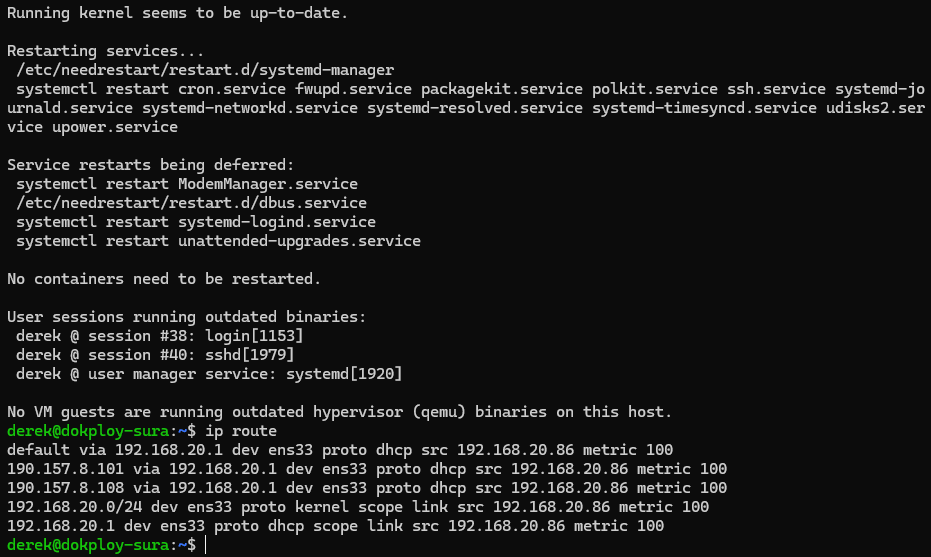 Running kernel seems to be up-to-date.
Restarting services...
/etc/needrestart/restart.d/systemd-manager
systemctl restart cron.service fwupd.service packagekit.service polkit.service ssh.service systemd-jo
urnald.service systemd-networkd.service systemd-resolved.service systemd-timesyncd.service udisks2.ser
vice upower.service
Service restarts being deferred:
systemctl restart ModemManager.service
/etc/needrestart/restart.d/dbus.service
systemctl restart systemd-logind.service
systemctl restart unattended-upgrades.service
No containers need to be restarted.
User sessions running outdated binaries:
derek @ session #38: login[1153]
derek @ session #40: sshd[1979]
derek @ user manager service: systemd[1920]
No VM guests are running outdated hypervisor (qemu) binaries on this host.
derek@dokploy-sura:~$ ip route
default via 192.168.20.1 dev ens33 proto dhcp src 192.168.20.86 metric 100
190.157.8.101 via 192.168.20.1 dev ens33 proto dhcp src 192.168.20.86 metric 100
190.157.8.108 via 192.168.20.1 dev ens33 proto dhcp src 192.168.20.86 metric 100
192.168.20.0/24 dev ens33 proto kernel scope link src 192.168.20.86 metric 100
192.168.20.1 dev ens33 proto dhcp scope link src 192.168.20.86 metric 100
derek@dokploy-sura:~$